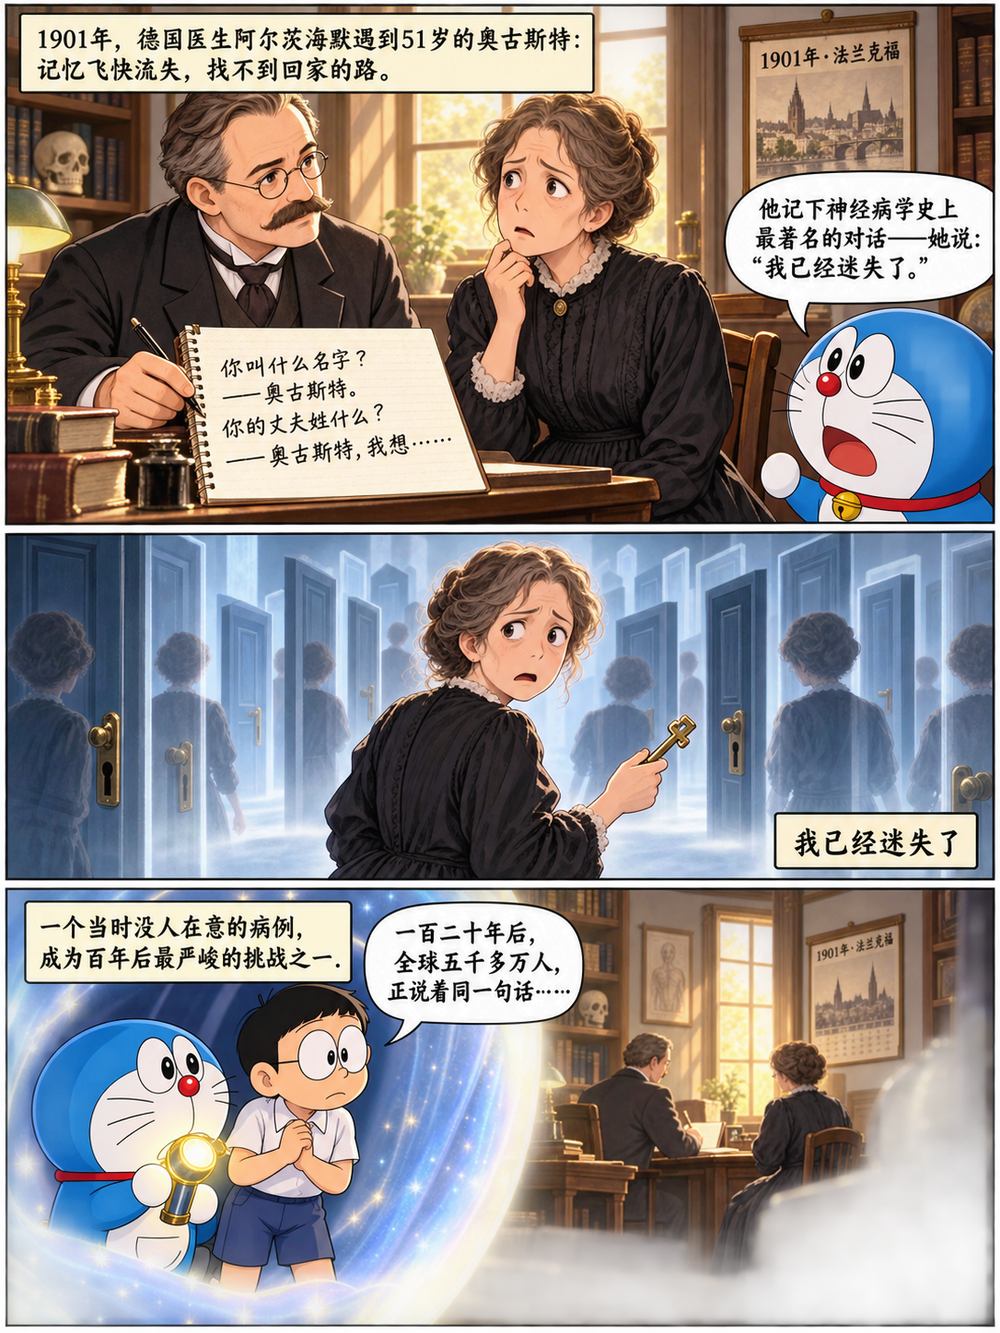 1901年，德国医生阿尔茨海默遇到51岁的奥古斯特：
记忆飞快流失，找不到回家的路。
1901年·法兰克福
他记下神经病学史上
最著名的对话——她说：
“我已经迷失了。”
你叫什么名字？
——奥古斯特。
你的丈夫姓什么？
——奥古斯特，我想……
我已经迷失了
一个当时没人在意的病例，
成为百年后最严峻的挑战之一.
一百二十年后，
全球五千多万人，
正说着同一句话……
1901年·法兰克福